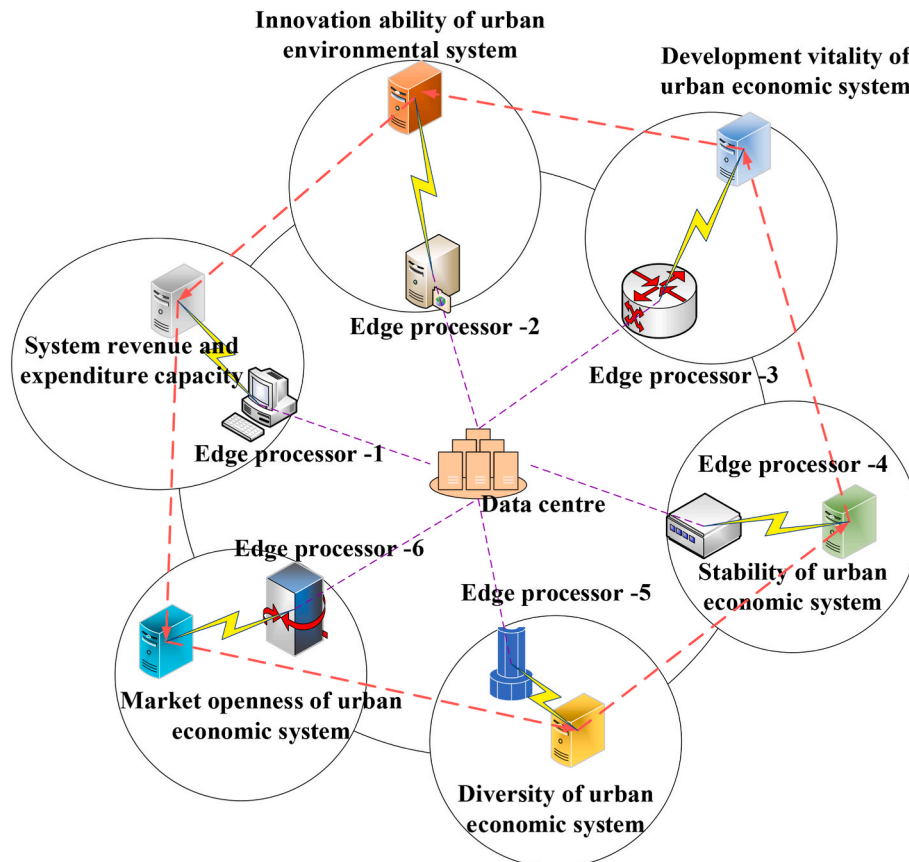 Innovation ability of urban
environmental system
Development vitality of
urban economic system
Edge processor -2
System revenue and
expenditure capacity
Edge processor -3
Edge processor -1
Edge processor -4
Data centre
Edge processor -6
Stability of urban
economic system
Edge processor -5
Market openness of urban
economic system
Diversity of urban
economic system